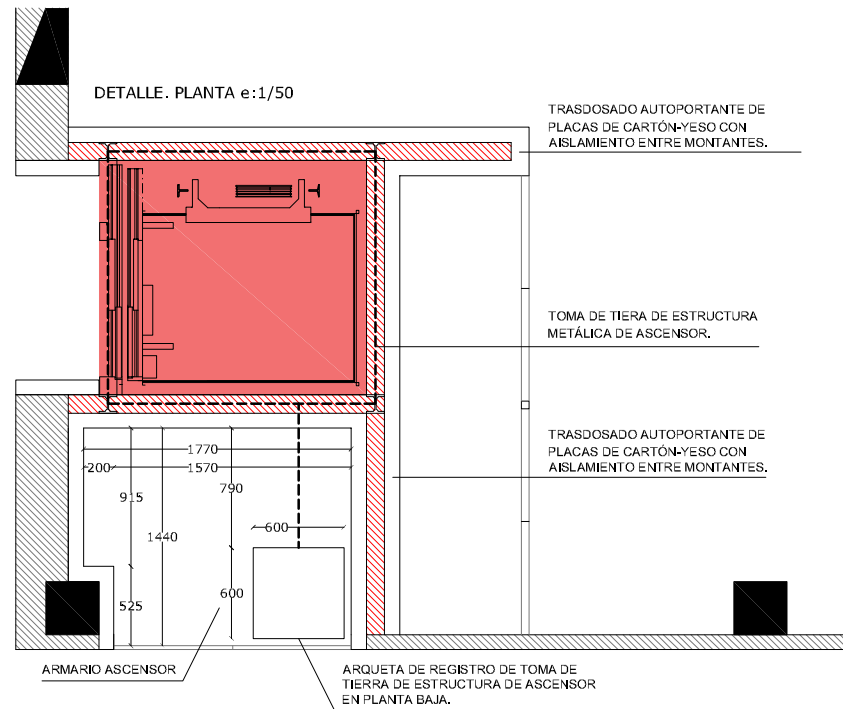 DETALLE. PLANTA e:1/50
TRASDOSADO AUTOPORTANTE DE
PLACAS DE CARTÓN-YESO CON
AISLAMIENTO ENTRE MONTANTES.
TOMA DE TIERA DE ESTRUCTURA
METÁLICA DE ASCENSOR.
TRASDOSADO AUTOPORTANTE DE
PLACAS DE CARTÓN-YESO CON
AISLAMIENTO ENTRE MONTANTES.
1770
200
1570
915
790
1440
600
525
600
ARMARIO ASCENSOR
ARQUETA DE REGISTRO DE TOMA DE
TIERRA DE ESTRUCTURA DE ASCENSOR
EN PLANTA BAJA.